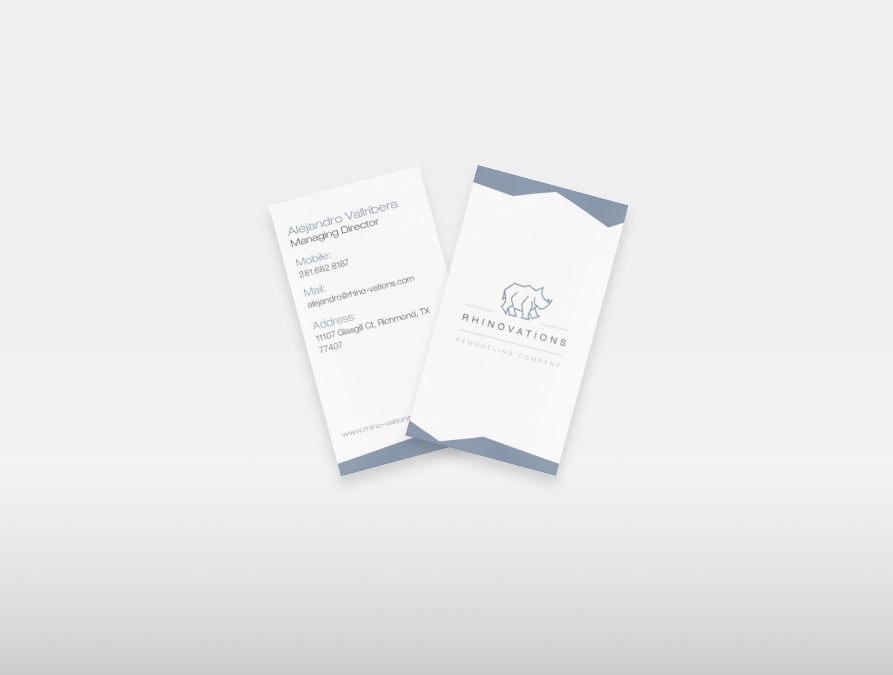 Alejandro Vallribera
Managing Director
Mobile:
281.682.8187
Mail:
alejandro@rhino-vations.com
Address:
11107 Glasgill Ct, Richmond, TX
77407
www.rhino-vations
RHINOVATIONS
REMODELING COMPANY